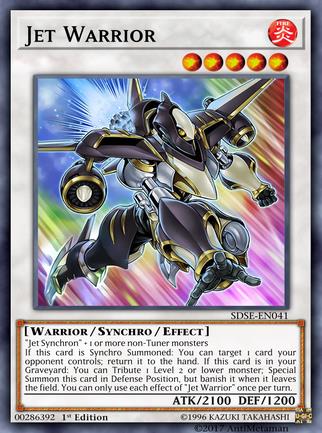 JET WARRIOR
FIRE
炎
SDSE-EN041
[WARRIOR/SYNCHRO/EFFECT]
"Jet Synchron" + 1 or more non-Tuner monsters
If this card is Synchro Summoned: You can target 1 card your
opponent controls; return it to the hand. If this card is in your
Graveyard: You can Tribute 1 Level 2 or lower monster; Special
Summon this card in Defense Position, but banish it when it leaves
the field. You can only use each effect of "Jet Warrior" once per turn.
ATK/2100 DEF/1200
00286392 1st Edition ©1996 KAZUKI TAKAHASHI
©2017 AntiMetaman